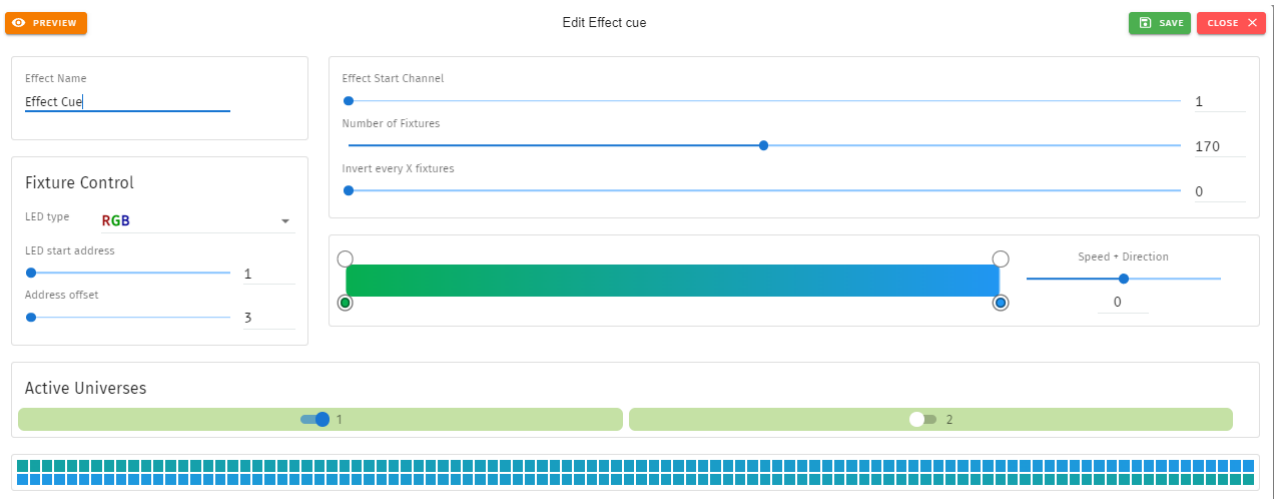 PREVIEW
Edit Effect cue
SAVE
CLOSE
Effect Name
Effect Cue
Effect Start Channel
1
Number of Fixtures
170
Invert every X fixtures
0
Fixture Control
LED type
RGB
LED start address
1
Address offset
3
Speed + Direction
0
Active Universes
1
2